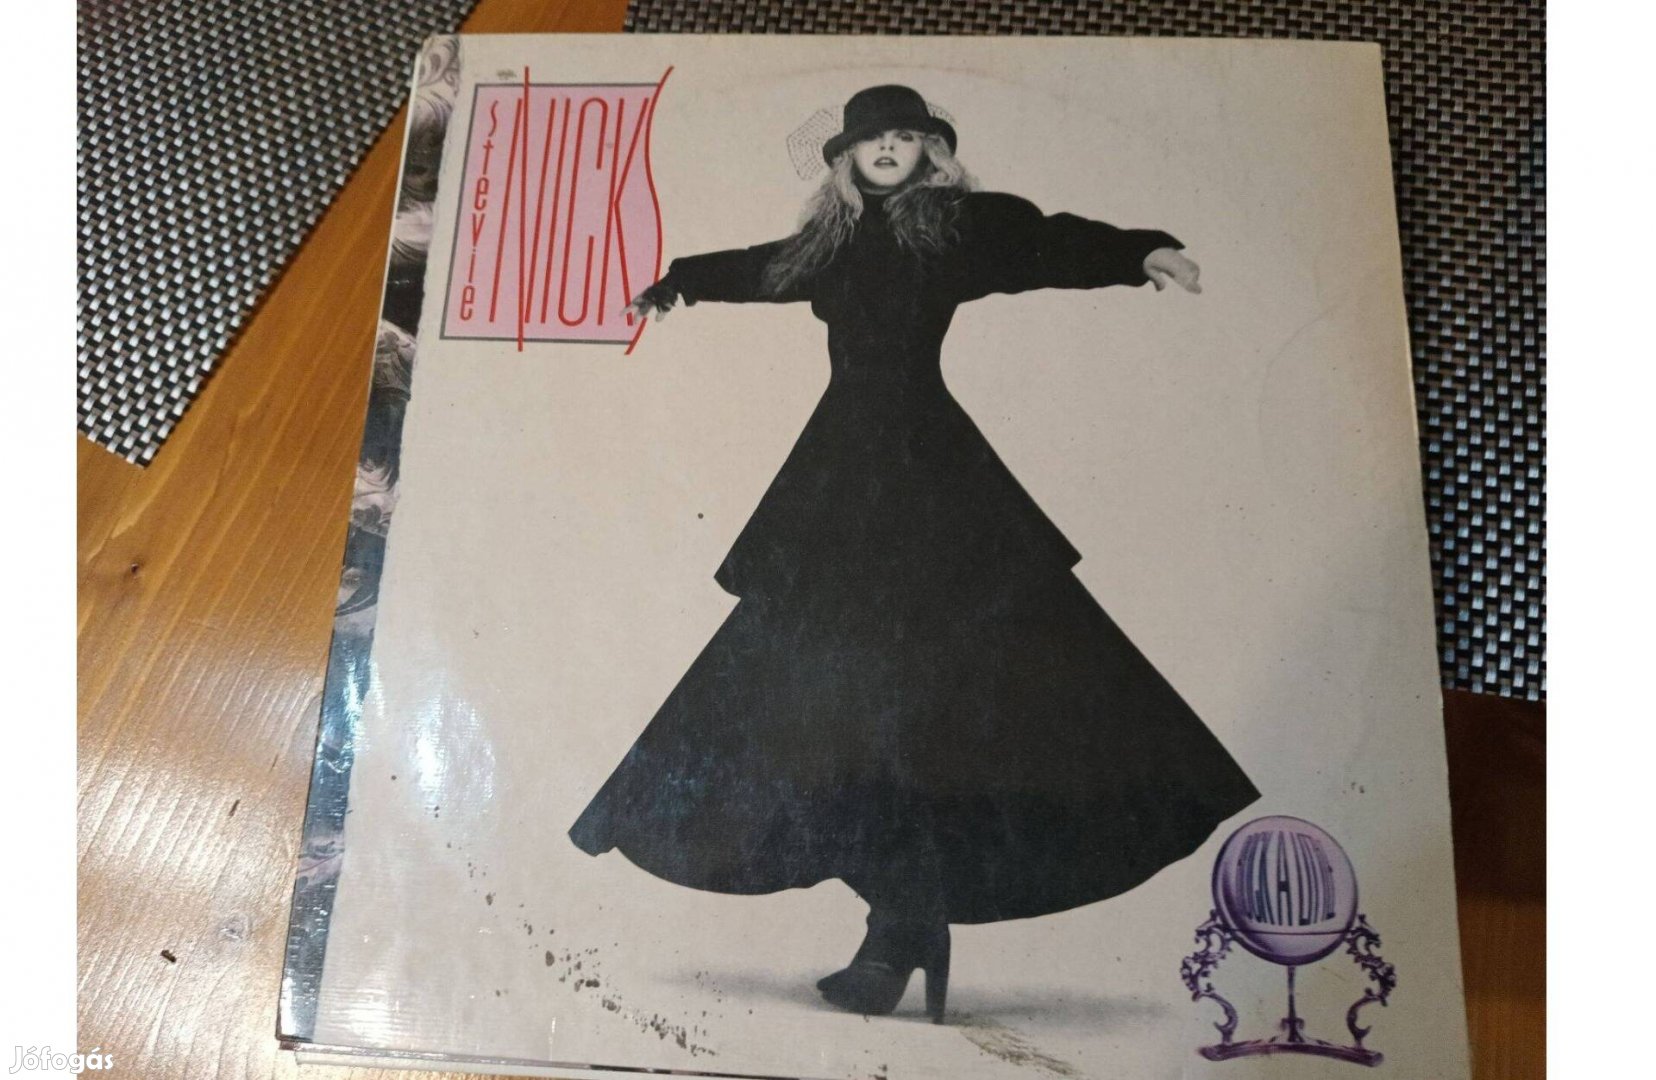 Stevie
NICKS
ROCK A LITTLE
Jófogás